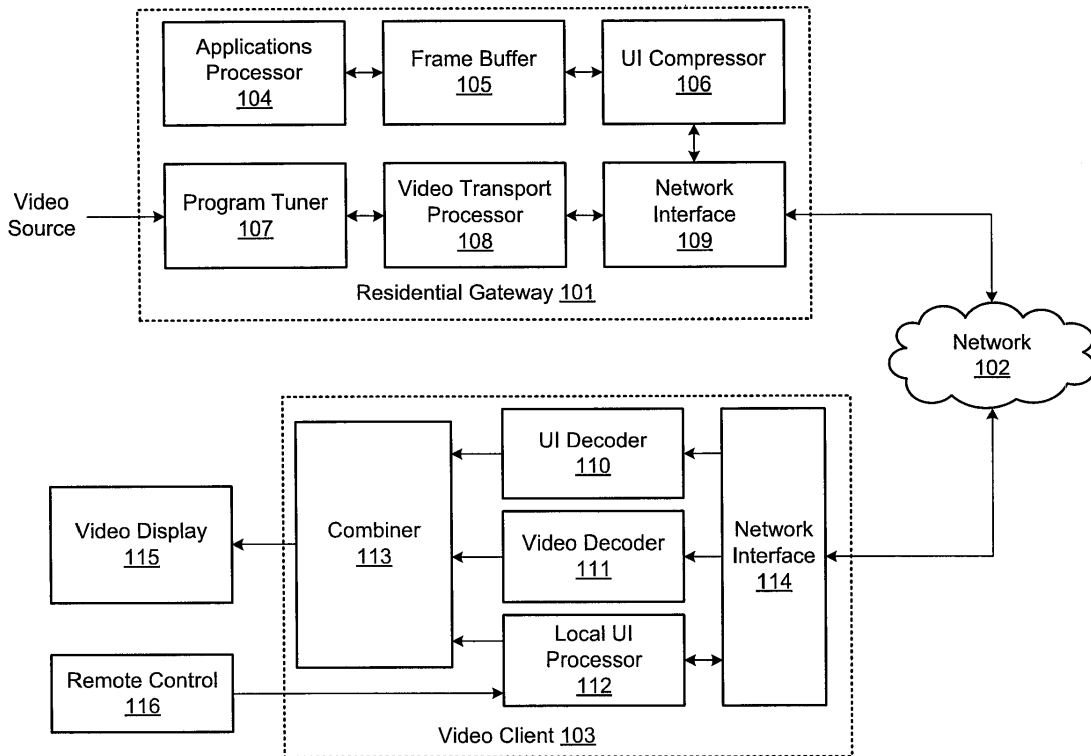 Applications
Processor
104
Frame Buffer
105
UI Compressor
106
Video
Source
Program Tuner
107
Video Transport
Processor
108
Network
Interface
109
Residential Gateway 101
Network
102
UI Decoder
110
Video Display
115
Combiner
113
Video Decoder
111
Network
Interface
114
Local UI
Processor
112
Remote Control
116
Video Client 103